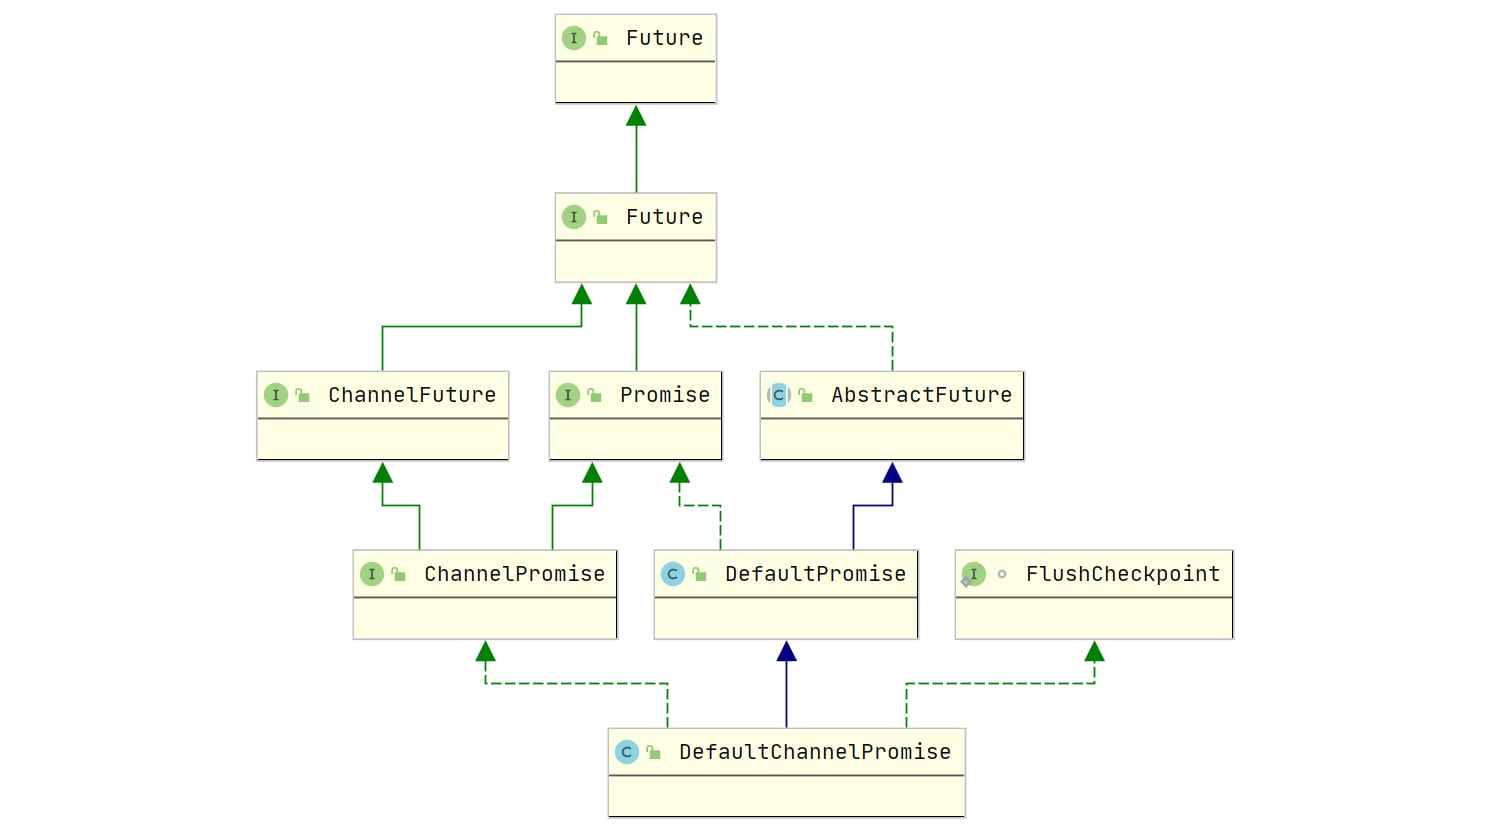 I Future
I Future
I ChannelFuture
I Promise
C AbstractFuture
I ChannelPromise
C DefaultPromise
I FlushCheckpoint
C DefaultChannelPromise